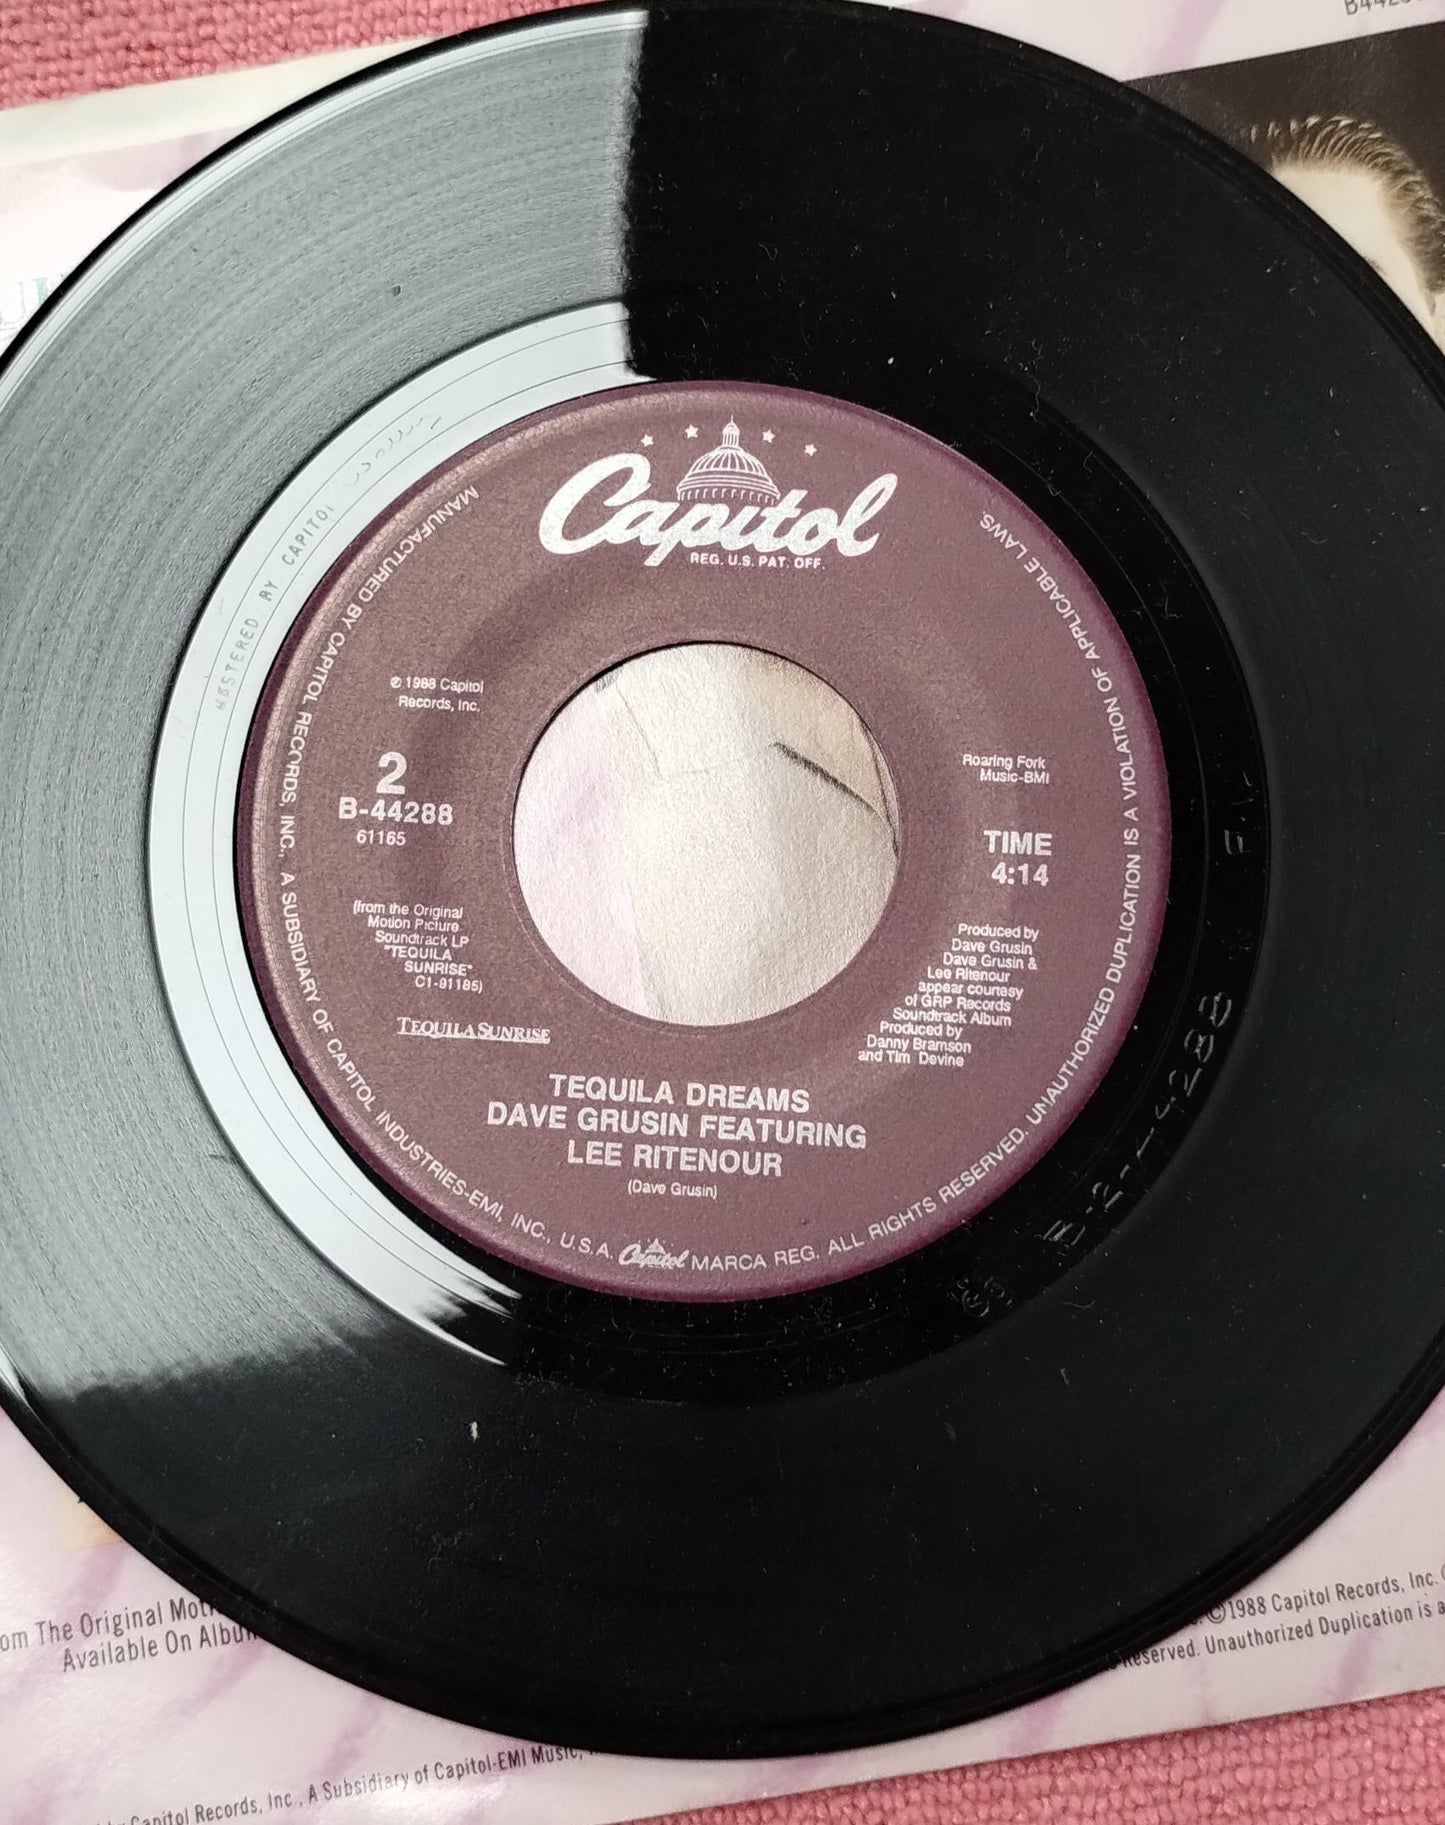 Capitol
REG. U.S. PAT. OFF.
MANUFACTURED BY CAPITOL RECORDS, INC., A SUBSIDIARY OF CAPITOL INDUSTRIES-EMI, INC., U.S.A. Capitol MARCA REG. ALL RIGHTS RESERVED. UNAUTHORIZED DUPLICATION IS A VIOLATION OF APPLICABLE LAWS.
℗ 1988 Capitol
Records, Inc.
2
B-44288
61165
(from the Original
Motion Picture
Soundtrack LP
"TEQUILA
SUNRISE"
C1-91185)
TEQUILA SUNRISE
Roaring Fork
Music-BMI
TIME
4:14
Produced by
Dave Grusin
Dave Grusin &
Lee Ritenour
appear courtesy
of GRP Records
Soundtrack Album
Produced by
Danny Bramson
and Tim Devine
TEQUILA DREAMS
DAVE GRUSIN FEATURING
LEE RITENOUR
(Dave Grusin)
MASTERED BY CAPITOL
The Original
Available On
©1988 Capitol Records, Inc.
Reserved. Unauthorized Duplication is a
Capitol Records, Inc., A Subsidiary of Capitol-EMI Music,